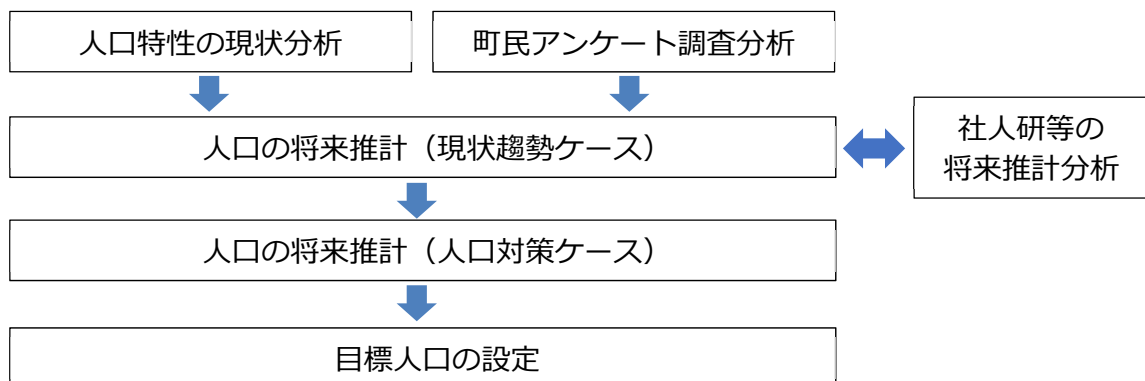 人口特性の現状分析
町民アンケート調査分析
人口の将来推計（現状趨勢ケース）
社人研等の
将来推計分析
人口の将来推計（人口対策ケース）
目標人口の設定